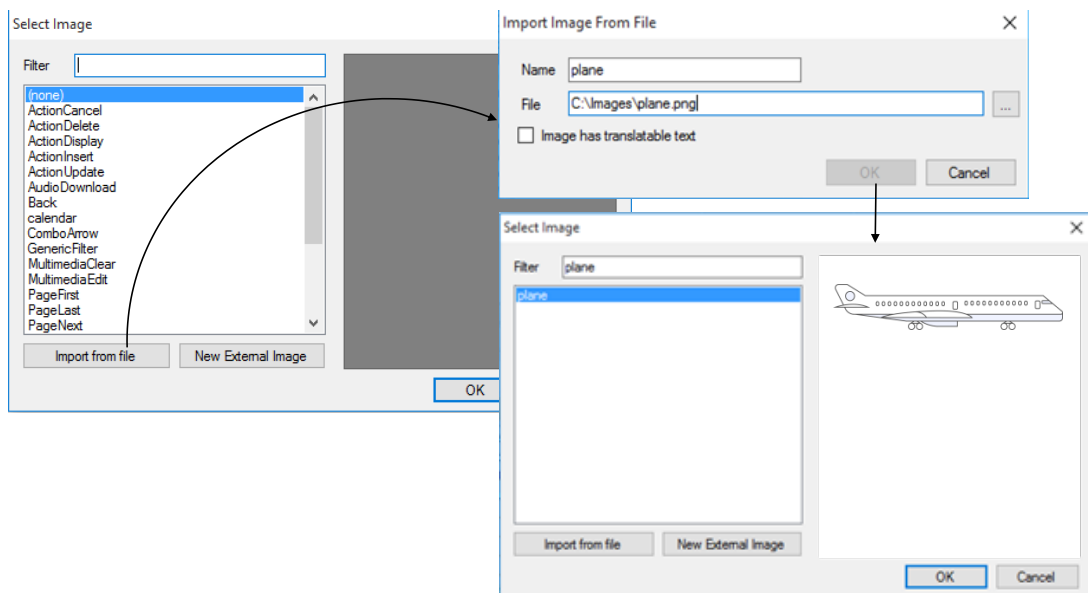 Select Image
Filter
(none)
ActionCancel
ActionDelete
ActionDisplay
ActionInsert
ActionUpdate
AudioDownload
Back
calendar
ComboArrow
GenericFilter
MultimediaClear
MultimediaEdit
PageFirst
PageLast
PageNext
Import from file New External Image
OK
Import Image From File
Name plane
File C:\Images\plane.png ...
Image has translatable text
OK Cancel
Select Image
Filter plane
plane
Import from file New External Image
OK Cancel